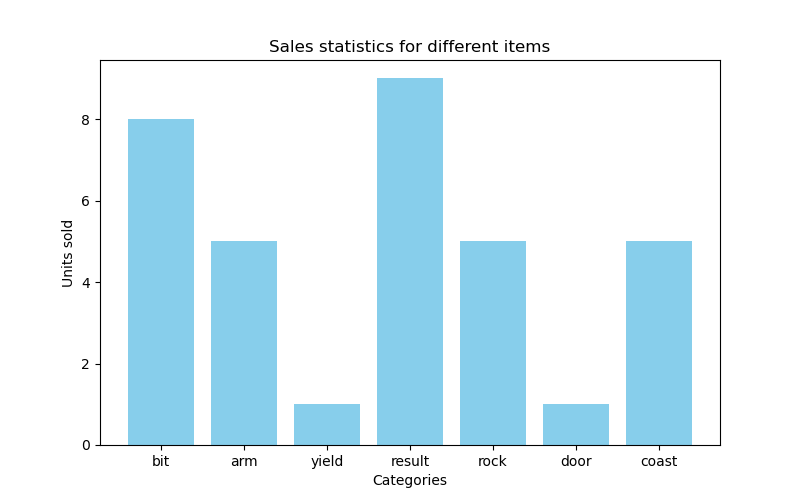 Sales statistics for different items
Units sold
8
6
4
2
0
bit arm yield result rock door coast
Categories